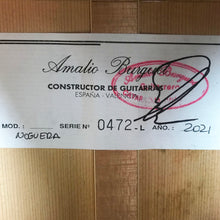 Amalio Burguet
CONSTRUCTOR DE GUITARRAS
ESPAÑA - VALENCIA
MOD.: NOGUERA SERIE Nº 0472-L AÑO.: 2021